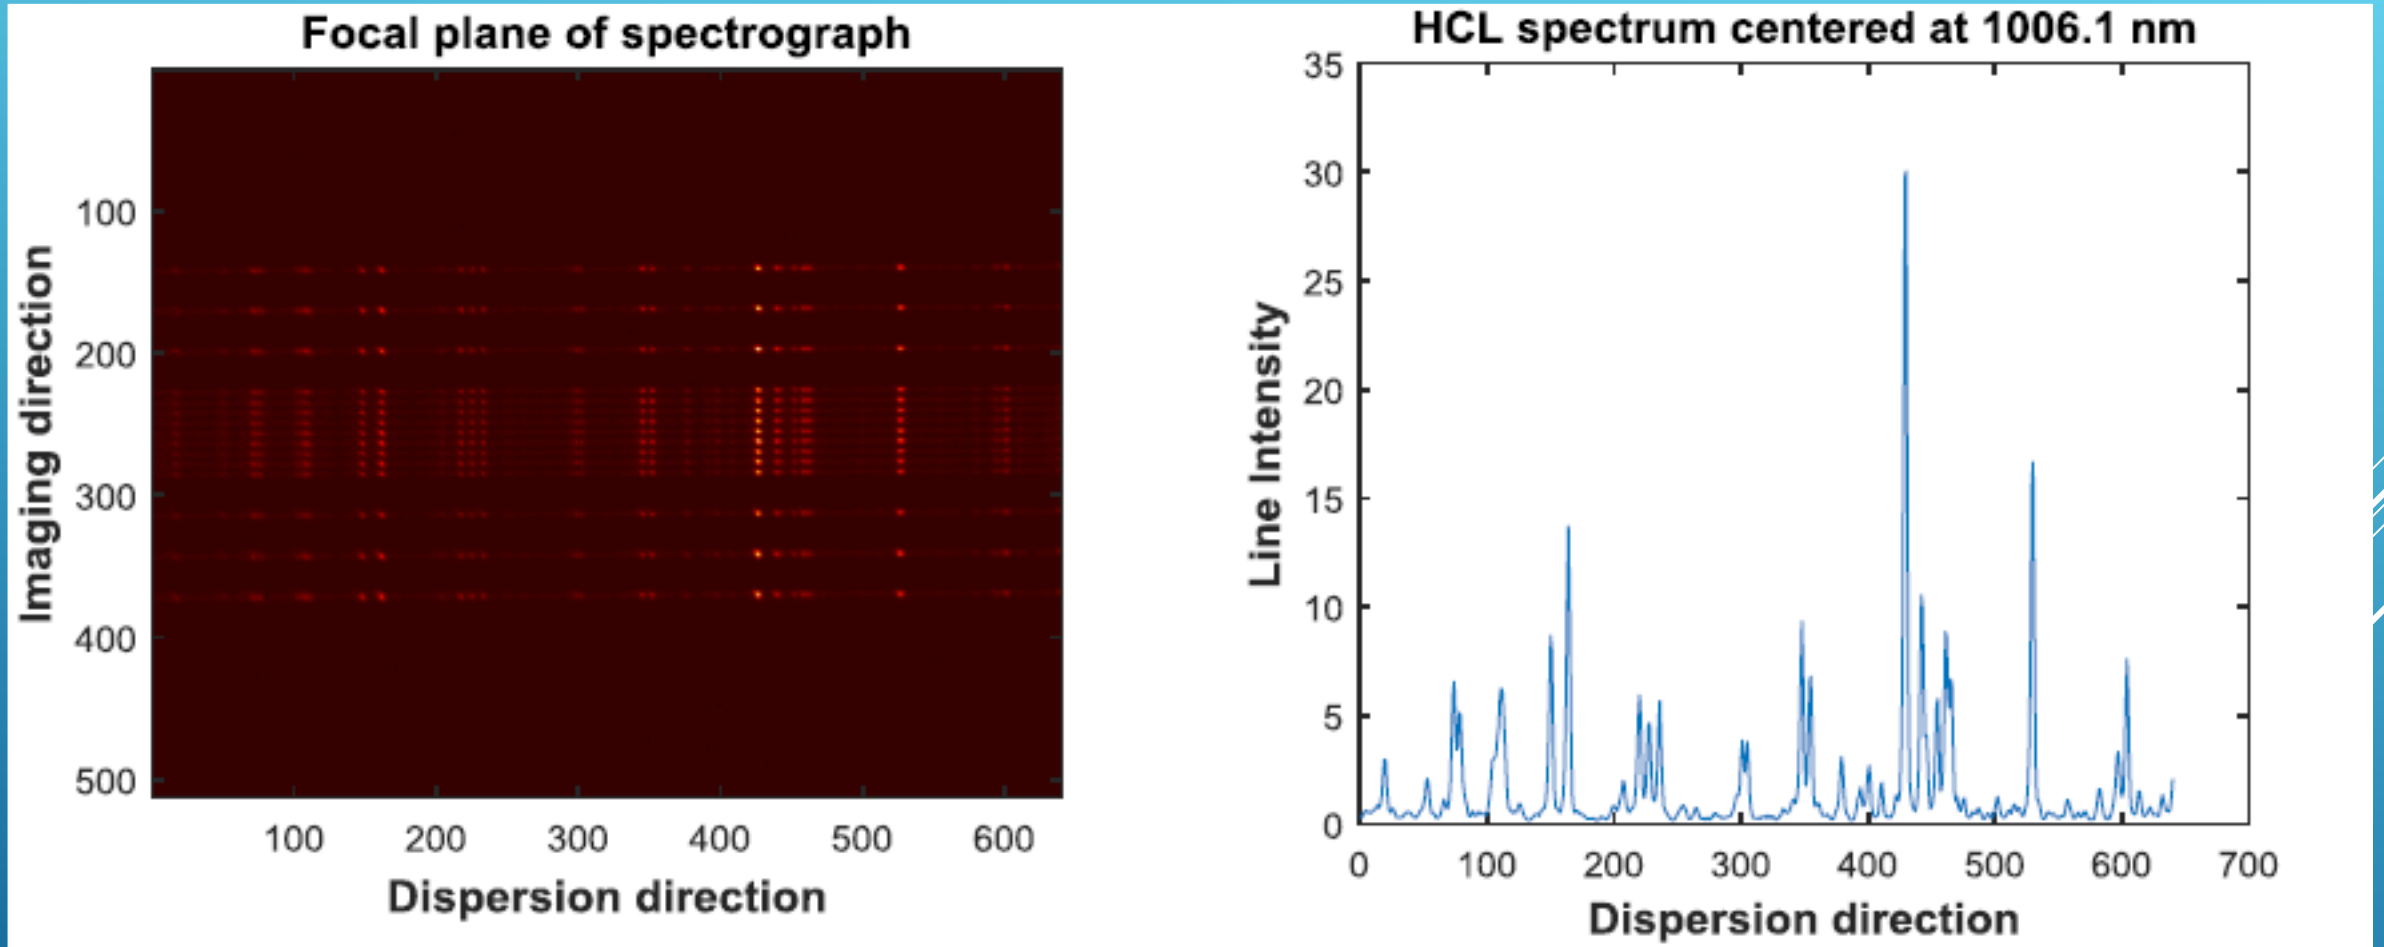 Focal plane of spectrograph
Imaging direction
100
200
300
400
500
100 200 300 400 500 600
Dispersion direction
HCL spectrum centered at 1006.1 nm
Line Intensity
35
30
25
20
15
10
5
0
0 100 200 300 400 500 600 700
Dispersion direction